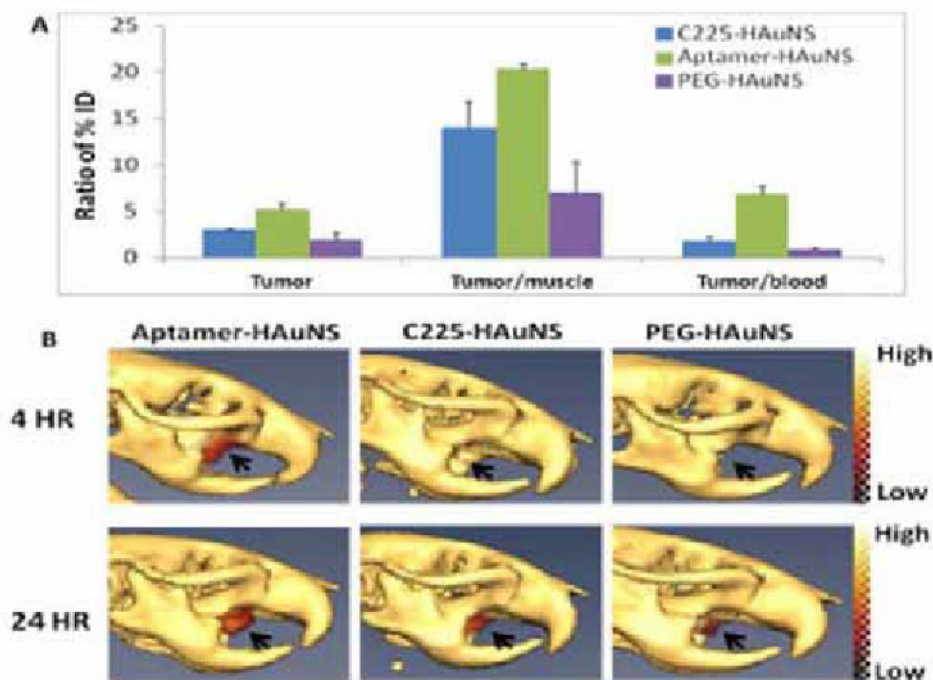 A
Ratio of % ID
25
20
15
10
5
0
C225-HAuNS
Aptamer-HAuNS
PEG-HAuNS
Tumor
Tumor/muscle
Tumor/blood
B
Aptamer-HAuNS
C225-HAuNS
PEG-HAuNS
4 HR
High
Low
24 HR
High
Low